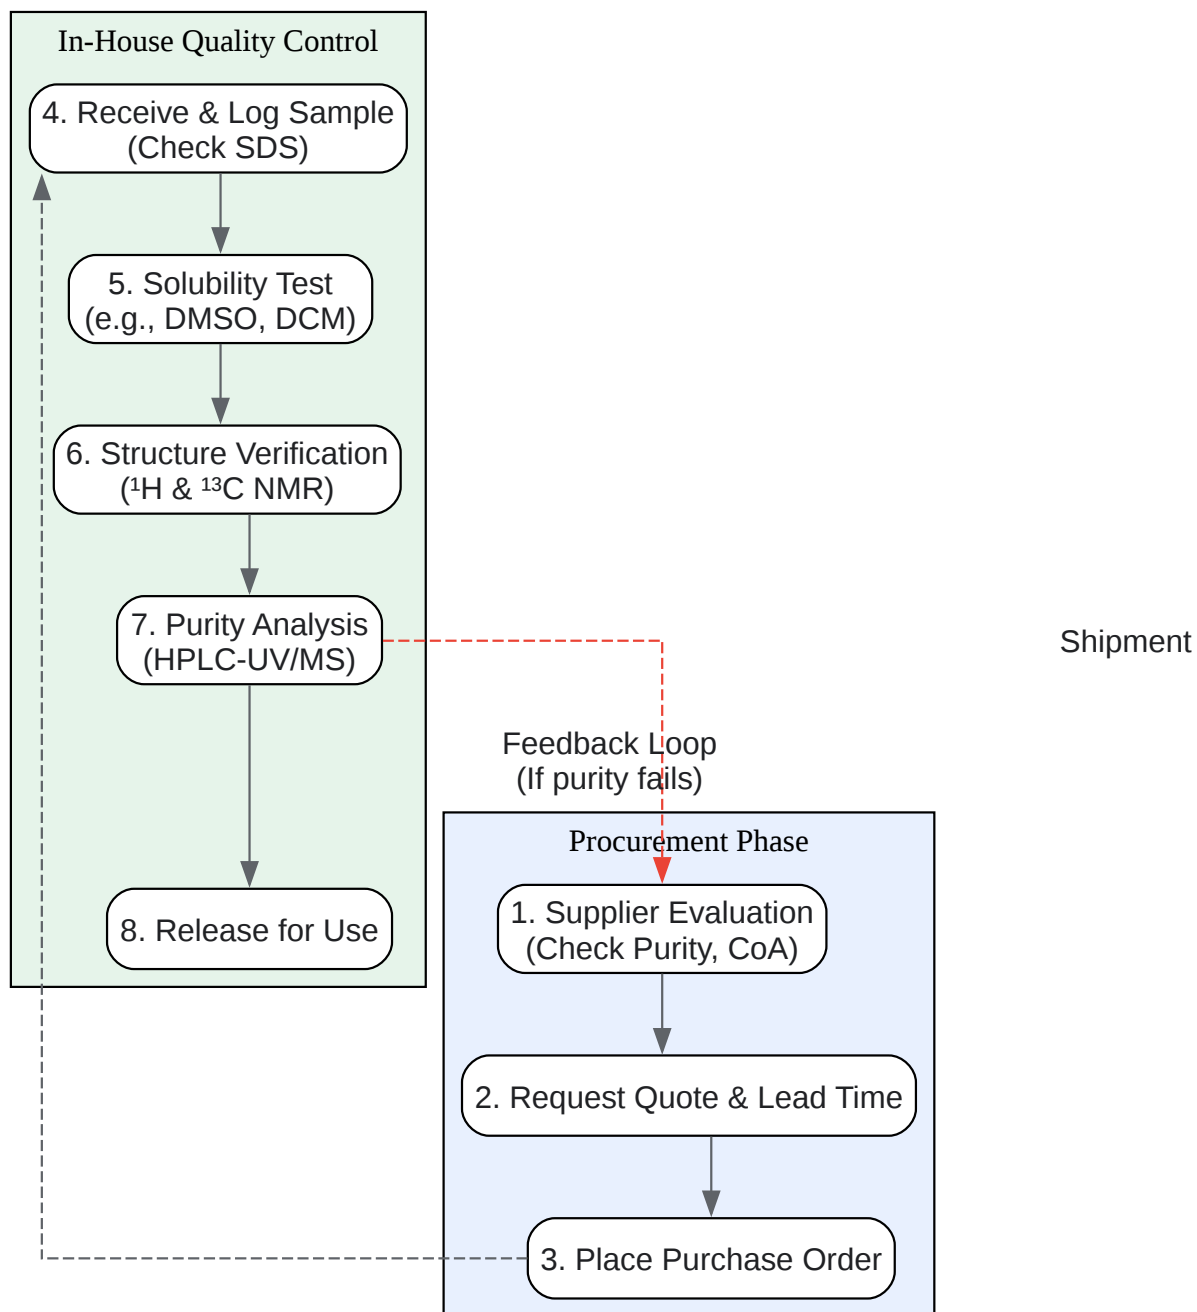 In-House Quality Control
4. Receive & Log Sample
(Check SDS)
5. Solubility Test
(e.g., DMSO, DCM)
6. Structure Verification
(¹H & ¹³C NMR)
7. Purity Analysis
(HPLC-UV/MS)
8. Release for Use
Shipment
Feedback Loop
(If purity fails)
Procurement Phase
1. Supplier Evaluation
(Check Purity, CoA)
2. Request Quote & Lead Time
3. Place Purchase Order